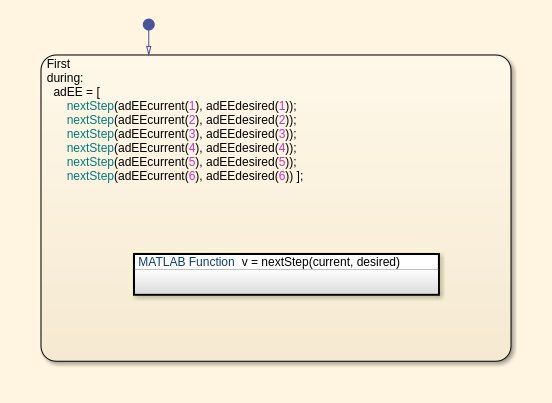 First
during:
adEE = [
nextStep(adEEcurrent(1), adEEdesired(1));
nextStep(adEEcurrent(2), adEEdesired(2));
nextStep(adEEcurrent(3), adEEdesired(3));
nextStep(adEEcurrent(4), adEEdesired(4));
nextStep(adEEcurrent(5), adEEdesired(5));
nextStep(adEEcurrent(6), adEEdesired(6)) ];
MATLAB Function v = nextStep(current, desired)